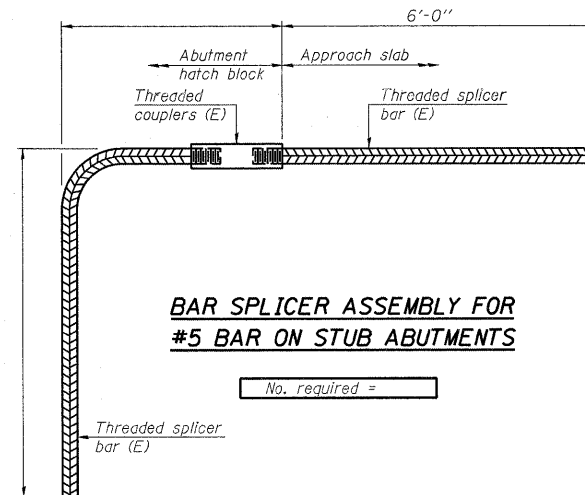 6'-0''
Abutment
hatch block
Approach slab
Threaded
couplers (E)
Threaded splicer
bar (E)
BAR SPLICER ASSEMBLY FOR
#5 BAR ON STUB ABUTMENTS
No. required =
Threaded splicer
bar (E)